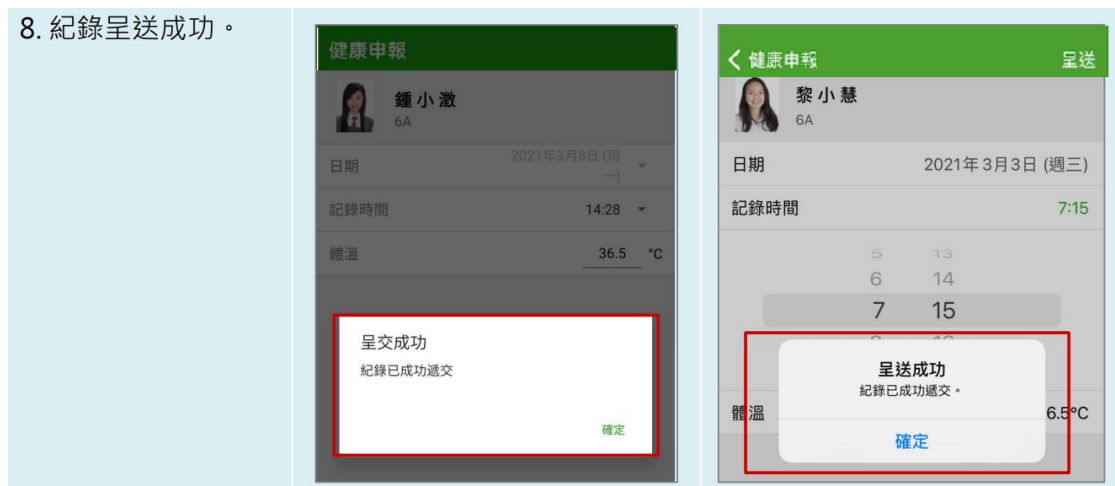 8. 紀錄呈送成功。
健康申報
鍾小澂
6A
日期 2021年3月8日 (周
一)
記錄時間 14:28
體溫 36.5 °C
呈交成功
紀錄已成功遞交
確定
健康申報 呈送
黎小慧
6A
日期 2021年3月3日 (週三)
記錄時間 7:15
5 13
6 14
7 15
呈送成功
紀錄已成功遞交。
體溫 6.5°C
確定